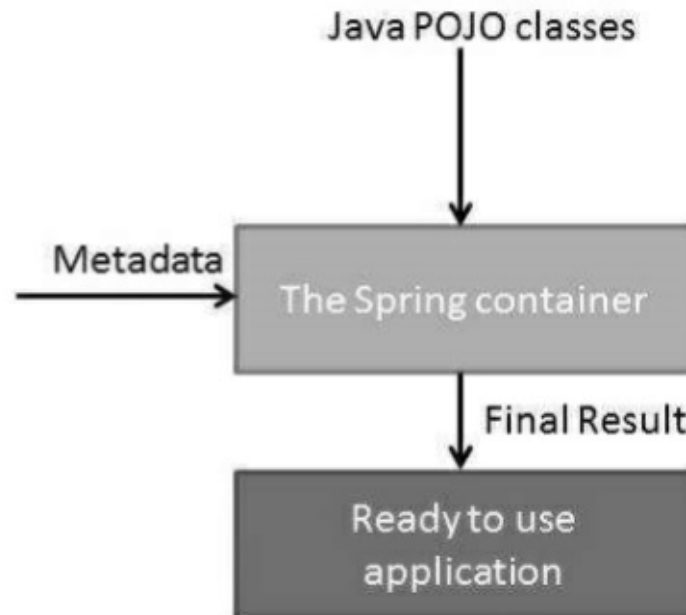 Java POJO classes
Metadata
The Spring container
Final Result
Ready to use
application